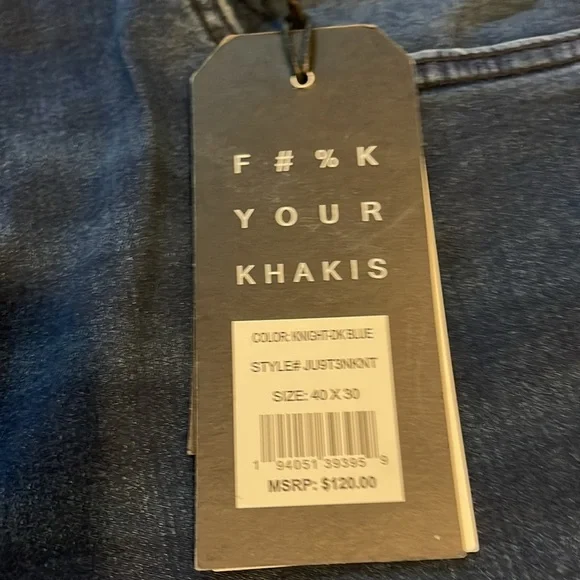 F#%K
YOUR
KHAKIS
COLOR: KNIGHT-DK BLUE
STYLE# JU9T3NKNT
SIZE: 40 X 30
1 94051 39395 9
MSRP: $120.00